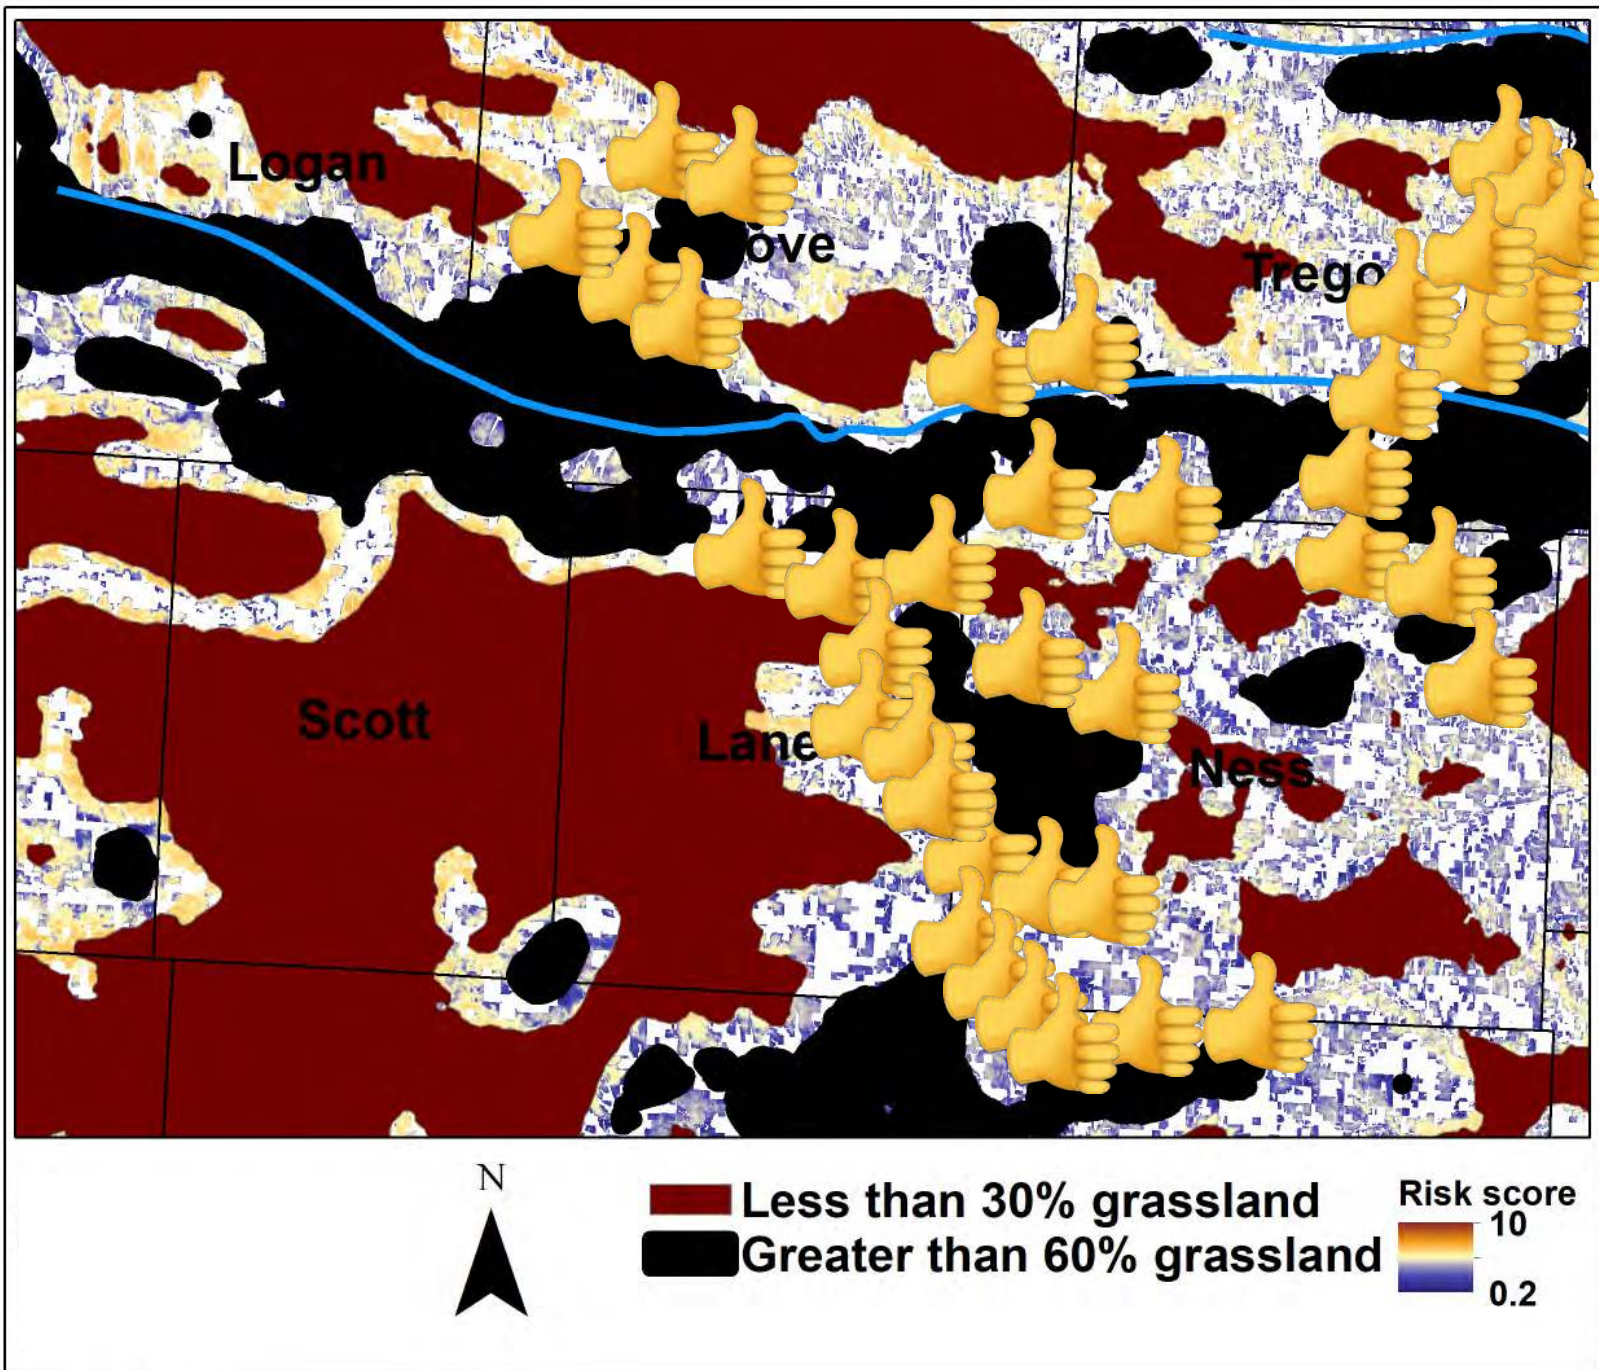 Logan
ove
Trego
Scott
Lane
Ness
N
Less than 30% grassland
Greater than 60% grassland
Risk score
10
0.2